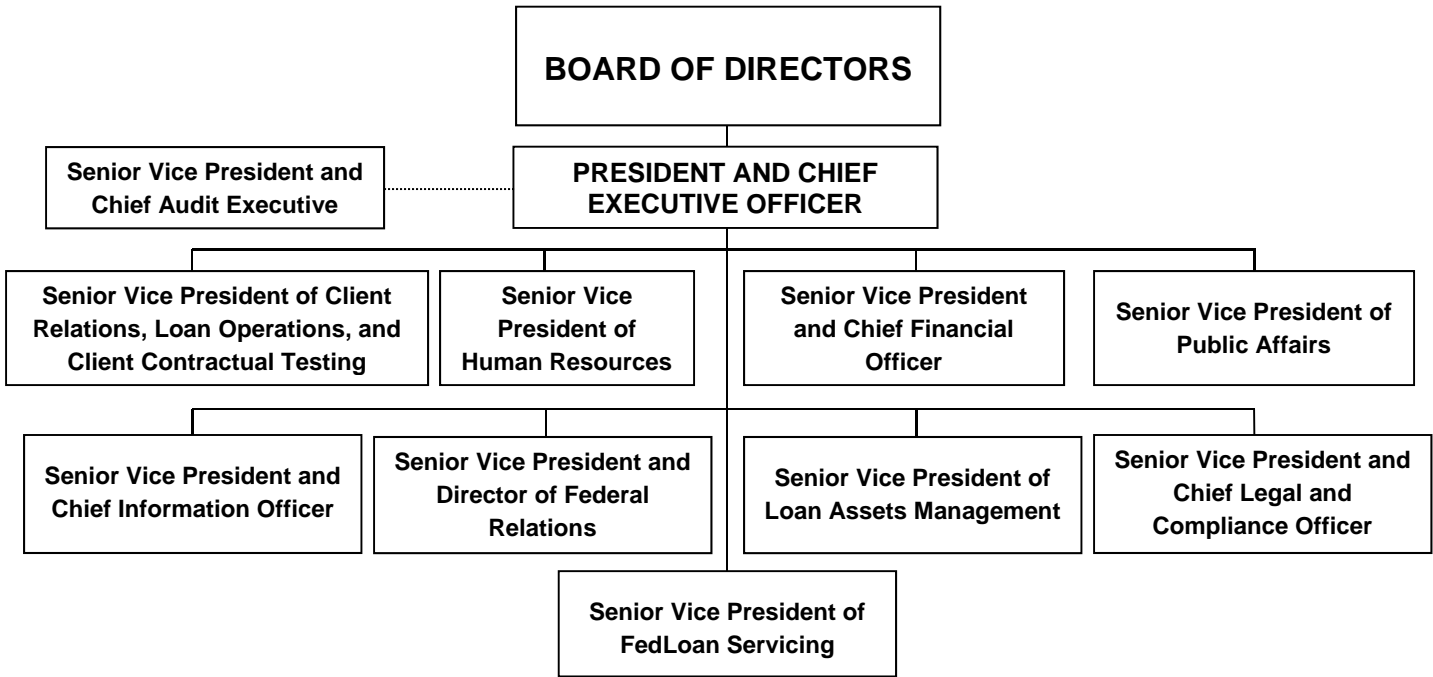 BOARD OF DIRECTORS
Senior Vice President and
Chief Audit Executive
PRESIDENT AND CHIEF
EXECUTIVE OFFICER
Senior Vice President of Client
Relations, Loan Operations, and
Client Contractual Testing
Senior Vice
President of
Human Resources
Senior Vice President
and Chief Financial
Officer
Senior Vice President of
Public Affairs
Senior Vice President and
Chief Information Officer
Senior Vice President and
Director of Federal
Relations
Senior Vice President of
Loan Assets Management
Senior Vice President and
Chief Legal and
Compliance Officer
Senior Vice President of
FedLoan Servicing